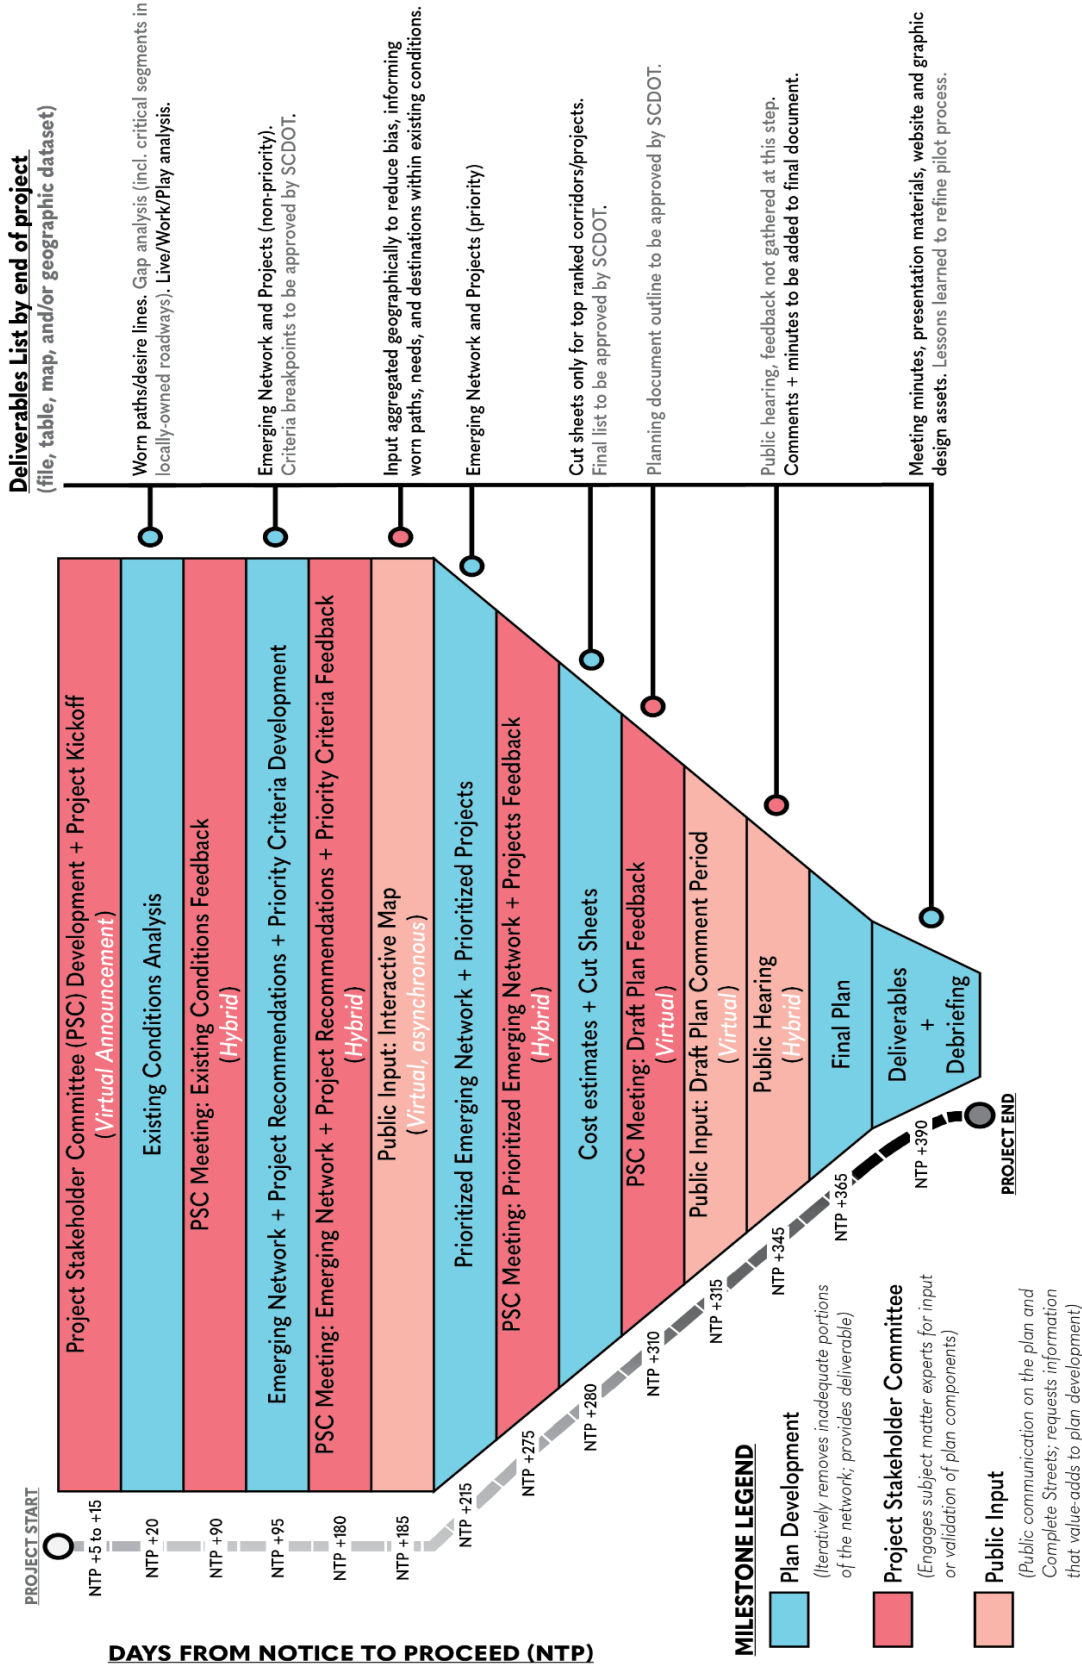 PROJECT START
NTP +5 to +15
NTP +20
NTP +90
NTP +95
NTP +180
NTP +185
NTP +215
NTP +275
NTP +280
NTP +310
NTP +315
NTP +345
NTP +365
NTP +390
PROJECT END
DAYS FROM NOTICE TO PROCEED (NTP)
Project Stakeholder Committee (PSC) Development + Project Kickoff
(Virtual Announcement)
Existing Conditions Analysis
PSC Meeting: Existing Conditions Feedback
(Hybrid)
Emerging Network + Project Recommendations + Priority Criteria Development
PSC Meeting: Emerging Network + Project Recommendations + Priority Criteria Feedback
(Hybrid)
Public Input: Interactive Map
(Virtual, asynchronous)
Prioritized Emerging Network + Prioritized Projects
PSC Meeting: Prioritized Emerging Network + Projects Feedback
(Hybrid)
Cost estimates + Cut Sheets
PSC Meeting: Draft Plan Feedback
(Virtual)
Public Input: Draft Plan Comment Period
(Virtual)
Public Hearing
(Hybrid)
Final Plan
Deliverables
+
Debriefing
Deliverables List by end of project
(file, table, map, and/or geographic dataset)
Worn paths/desire lines. Gap analysis (incl. critical segments in
locally-owned roadways). Live/Work/Play analysis.
Emerging Network and Projects (non-priority).
Criteria breakpoints to be approved by SCDOT.
Input aggregated geographically to reduce bias, informing
worn paths, needs, and destinations within existing conditions.
Emerging Network and Projects (priority)
Cut sheets only for top ranked corridors/projects.
Final list to be approved by SCDOT.
Planning document outline to be approved by SCDOT.
Public hearing, feedback not gathered at this step.
Comments + minutes to be added to final document.
Meeting minutes, presentation materials, website and graphic
design assets. Lessons learned to refine pilot process.
MILESTONE LEGEND
Plan Development
(Iteratively removes inadequate portions
of the network; provides deliverable)
Project Stakeholder Committee
(Engages subject matter experts for input
or validation of plan components)
Public Input
(Public communication on the plan and
Complete Streets; requests information
that value-adds to plan development)